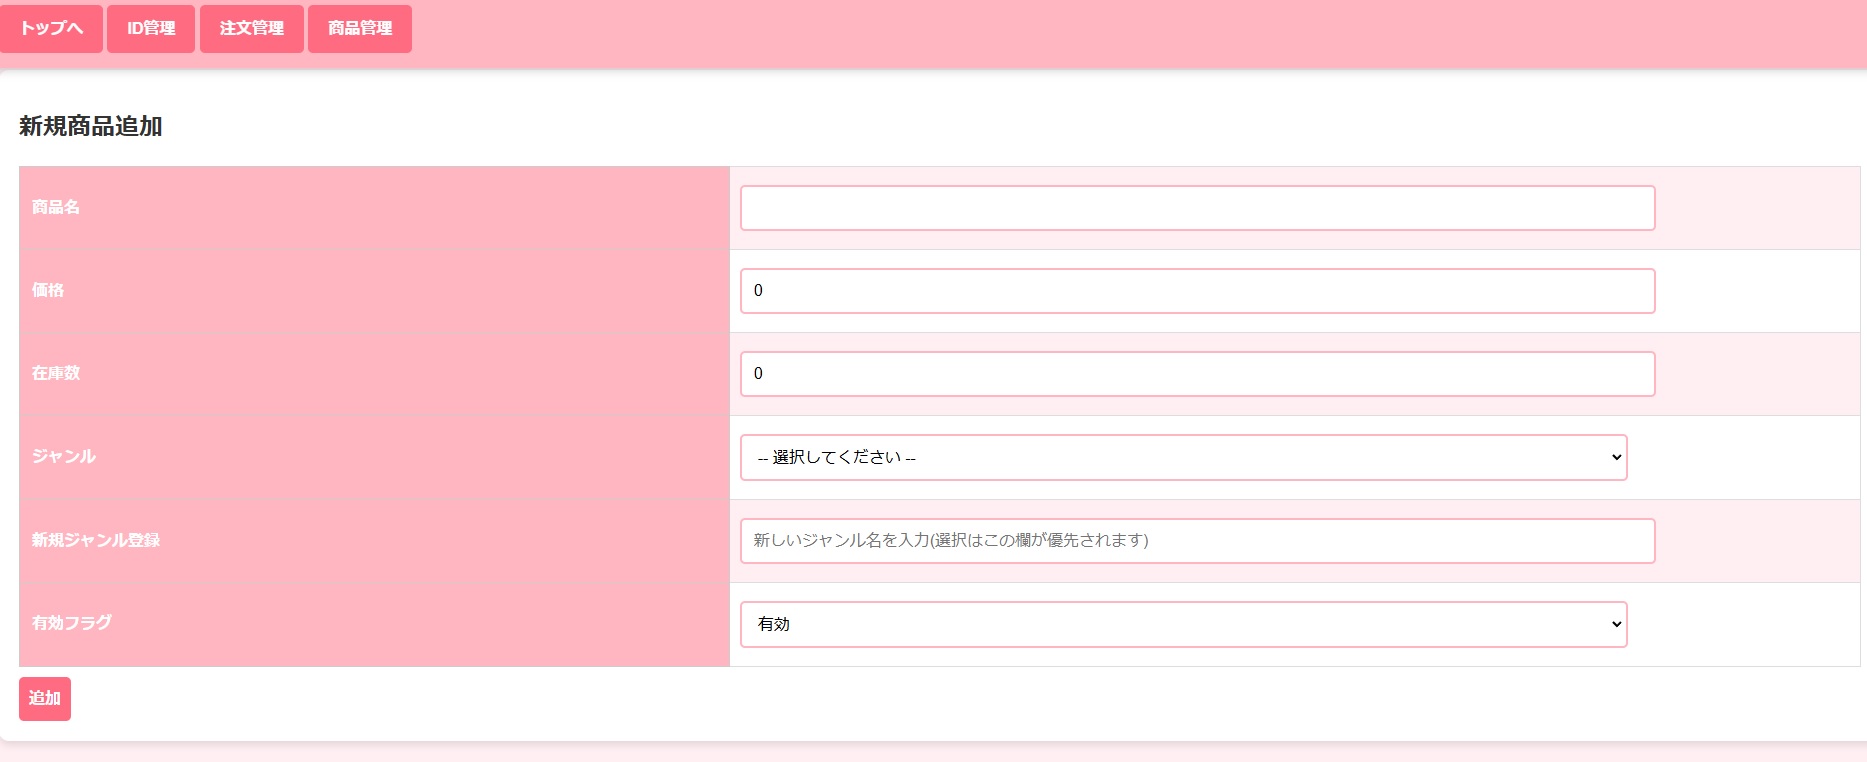 トップへ ID管理 注文管理 商品管理
新規商品追加
商品名
価格 0
在庫数 0
ジャンル -- 選択してください --
新規ジャンル登録 新しいジャンル名を入力(選択はこの欄が優先されます)
有効フラグ 有効
追加